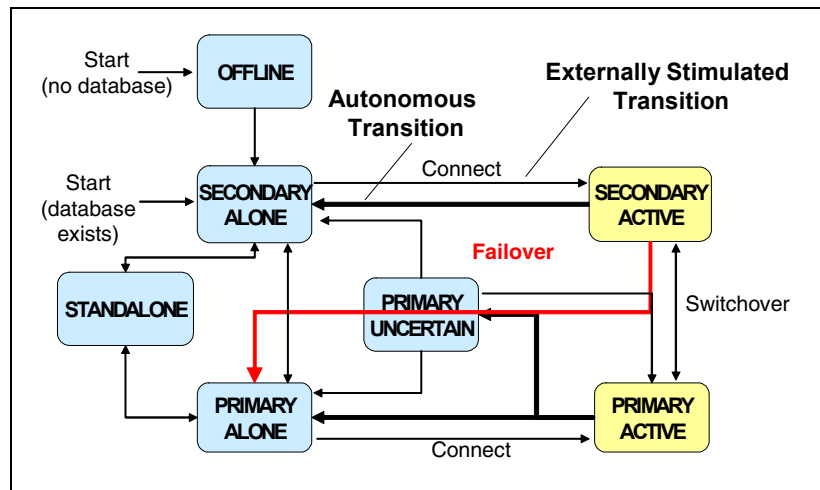 Start
(no database)
OFFLINE
Autonomous
Transition
Externally Stimulated
Transition
Start
(database
exists)
SECONDARY
ALONE
Connect
SECONDARY
ACTIVE
Failover
STANDALONE
PRIMARY
UNCERTAIN
Switchover
PRIMARY
ALONE
Connect
PRIMARY
ACTIVE